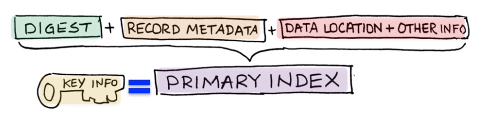 DIGEST + RECORD METADATA + DATA LOCATION + OTHER INFO
KEY INFO = PRIMARY INDEX